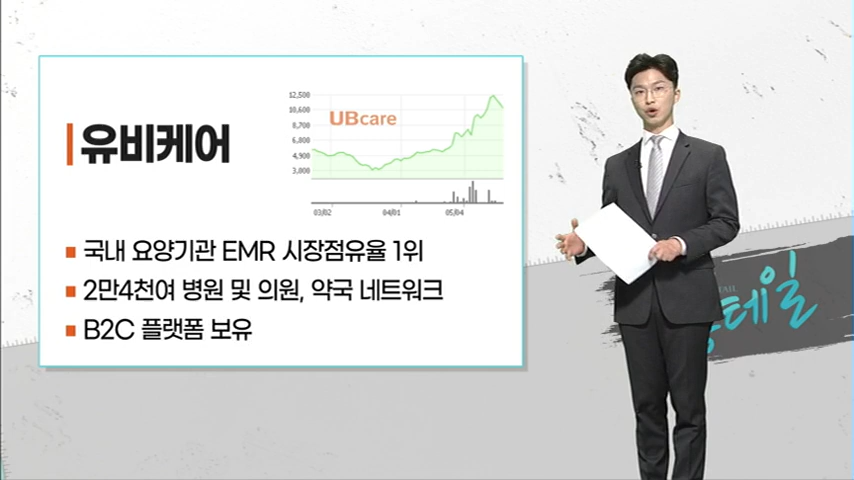 유비케어
UBcare
12,500
10,600
8,700
6,800
4,900
3,000
03/02 04/01 05/04
국내 요양기관 EMR 시장점유율 1위
2만4천여 병원 및 의원, 약국 네트워크
B2C 플랫폼 보유
테일